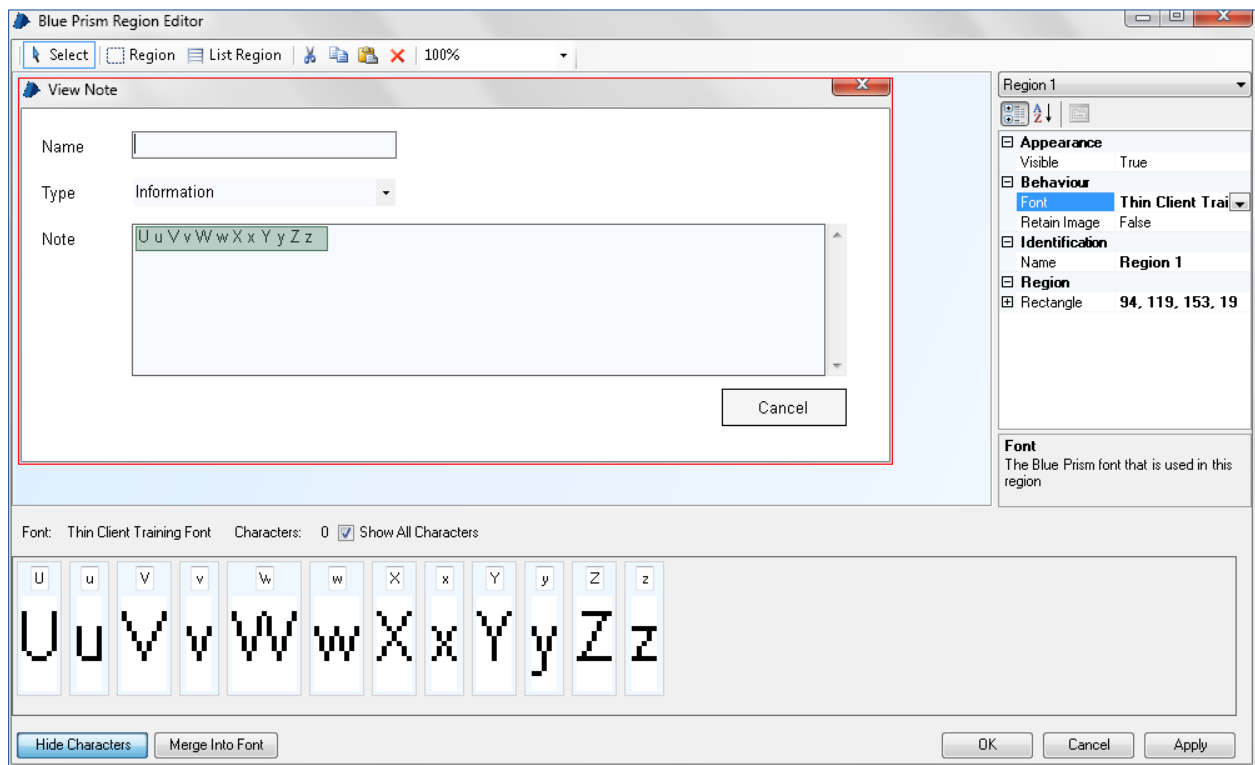 Blue Prism Region Editor
Select Region List Region 100%
View Note
Name
Type Information
Note U u V v W w X x Y y Z z
Cancel
Region 1
Appearance
Visible True
Behaviour
Font Thin Client Trai
Retain Image False
Identification
Name Region 1
Region
Rectangle 94, 119, 153, 19
Font
The Blue Prism font that is used in this
region
Font: Thin Client Training Font Characters: 0 Show All Characters
U u V v W w X x Y y Z z
U u V v W w X x Y y Z z
Hide Characters Merge Into Font OK Cancel Apply